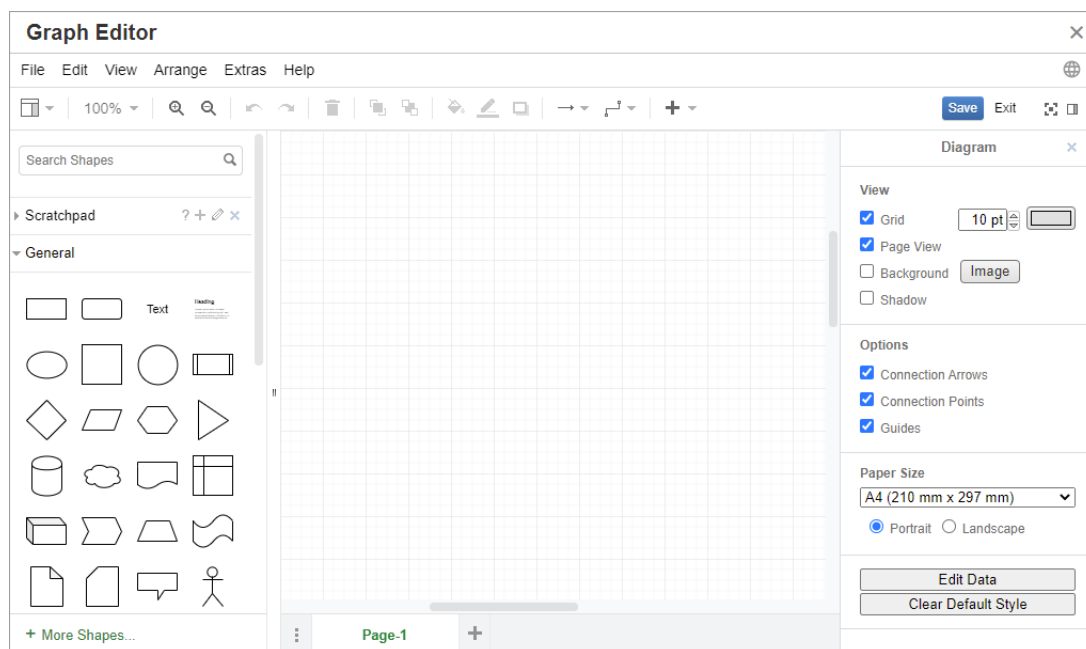 Graph Editor
File Edit View Arrange Extras Help
100% Save Exit
Search Shapes
Scratchpad ?
General
Text
Heading
+ More Shapes...
Page-1
Diagram
View
Grid 10 pt
Page View
Background Image
Shadow
Options
Connection Arrows
Connection Points
Guides
Paper Size
A4 (210 mm x 297 mm)
Portrait Landscape
Edit Data
Clear Default Style